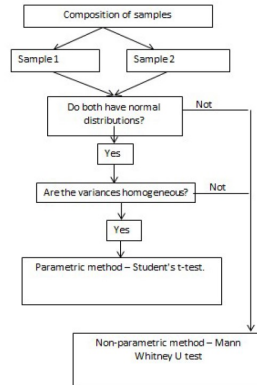 Composition of samples
Sample 1
Sample 2
Do both have normal
distributions?
Not
Yes
Are the variances homogeneous?
Not
Yes
Parametric method – Student's t-test.
Non-parametric method – Mann
Whitney U test